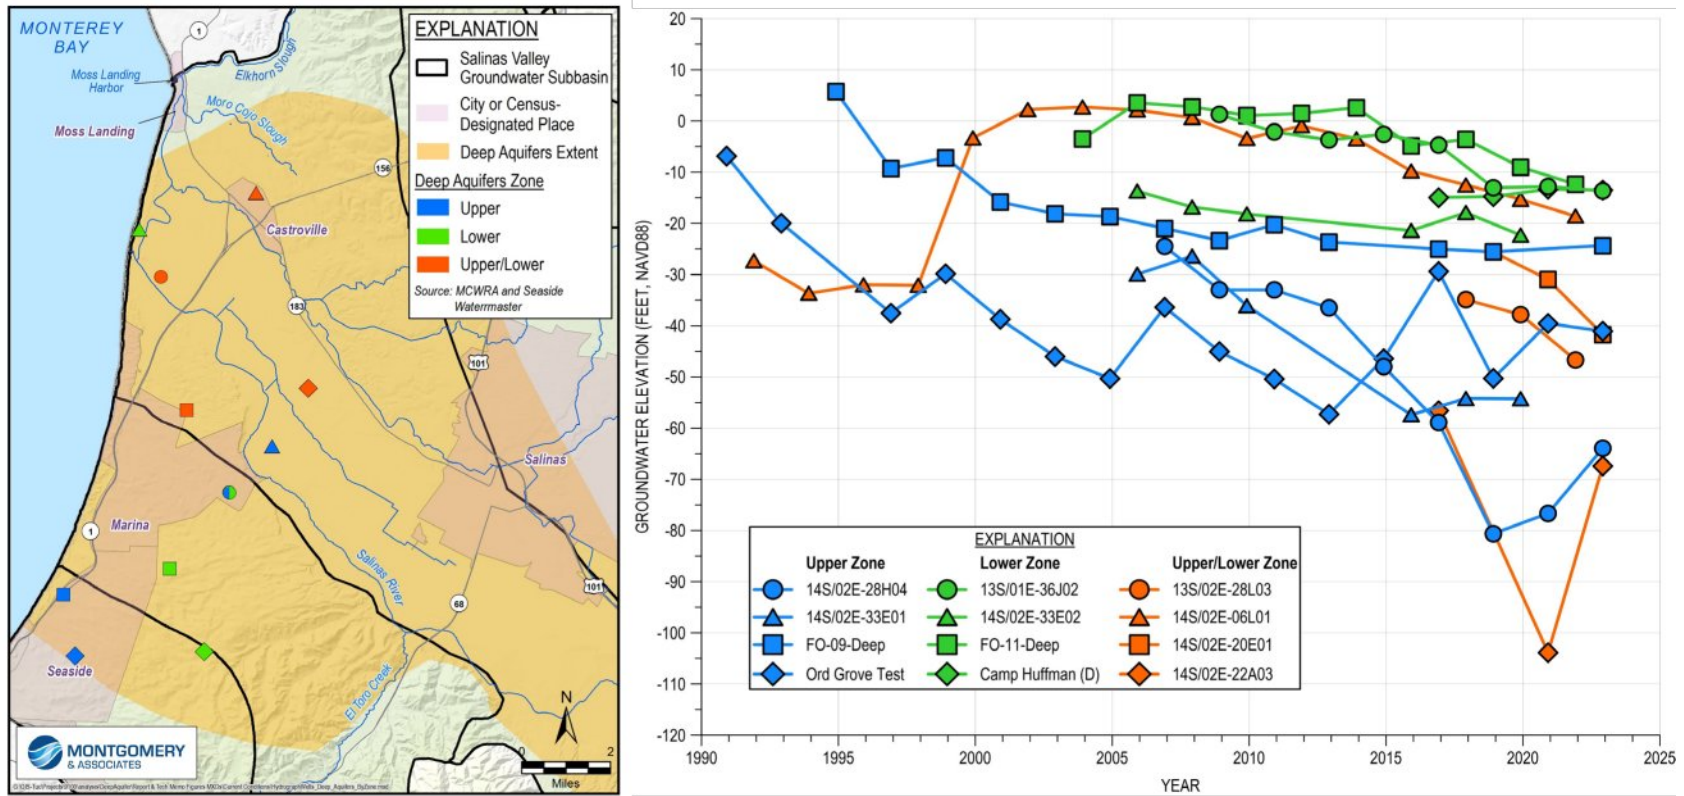 MONTEREY
BAY
1
Elkhorn Slough
Moss Landing
Harbor
Moro Cojo Slough
Moss Landing
156
Castroville
183
101
Salinas
Marina
1
Salinas River
101
68
Seaside
El Toro Creek
N
0 2
Miles
MONTGOMERY
& ASSOCIATES
EXPLANATION
Salinas Valley
Groundwater Subbasin
City or Census-
Designated Place
Deep Aquifers Extent
Deep Aquifers Zone
Upper
Lower
Upper/Lower
Source: MCWRA and Seaside
Waterrmaster
GROUNDWATER ELEVATION (FEET, NAVD88)
20
10
0
-10
-20
-30
-40
-50
-60
-70
-80
-90
-100
-110
-120
1990 1995 2000 2005 2010 2015 2020 2025
YEAR
EXPLANATION
Upper Zone Lower Zone Upper/Lower Zone
14S/02E-28H04 13S/01E-36J02 13S/02E-28L03
14S/02E-33E01 14S/02E-33E02 14S/02E-06L01
FO-09-Deep FO-11-Deep 14S/02E-20E01
Ord Grove Test Camp Huffman (D) 14S/02E-22A03